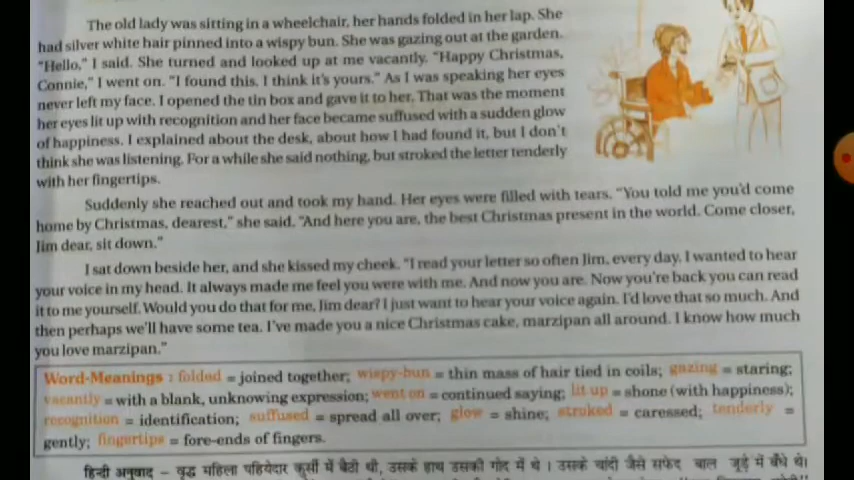 The old lady was sitting in a wheelchair, her hands folded in her lap. She
had silver white hair pinned into a wispy bun. She was gazing out at the garden.
"Hello," I said. She turned and looked up at me vacantly. "Happy Christmas,
Connie," I went on. "I found this. I think it's yours." As I was speaking her eyes
never left my face. I opened the tin box and gave it to her. That was the moment
her eyes lit up with recognition and her face became suffused with a sudden glow
of happiness. I explained about the desk, about how I had found it, but I don't
think she was listening. For a while she said nothing, but stroked the letter tenderly
with her fingertips.
Suddenly she reached out and took my hand. Her eyes were filled with tears. "You told me you'd come
home by Christmas, dearest," she said. "And here you are, the best Christmas present in the world. Come closer,
Jim dear, sit down."
I sat down beside her, and she kissed my cheek. "I read your letter so often Jim, every day. I wanted to hear
your voice in my head. It always made me feel you were with me. And now you are. Now you're back you can read
it to me yourself. Would you do that for me, Jim dear? I just want to hear your voice again. I'd love that so much. And
then perhaps we'll have some tea. I've made you a nice Christmas cake, marzipan all around. I know how much
you love marzipan."
Word-Meanings : folded = joined together; wispy-bun = thin mass of hair tied in coils; gazing = staring;
vacantly = with a blank, unknowing expression; went on = continued saying; lit up = shone (with happiness);
recognition = identification; suffused = spread all over; glow = shine; stroked = caressed; tenderly =
gently; fingertips = fore-ends of fingers.
हिन्दी अनुवाद – वृद्ध महिला पहियेदार कुर्सी में बैठी थी, उसके हाथ उसकी गोद में थे। उसके चांदी जैसे सफेद बाल जूड़े में बँधे थे।